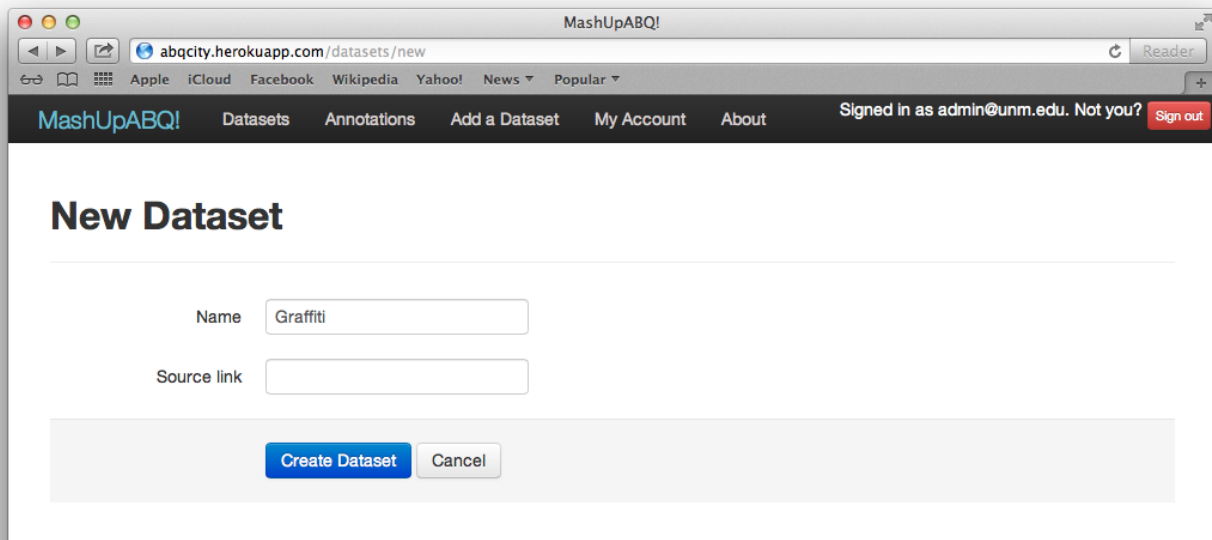 MashUpABQ!
abqcity.herokuapp.com/datasets/new
Reader
Apple iCloud Facebook Wikipedia Yahoo! News ▾ Popular ▾
MashUpABQ! Datasets Annotations Add a Dataset My Account About Signed in as admin@unm.edu. Not you? Sign out
New Dataset
Name Graffiti
Source link
Create Dataset Cancel